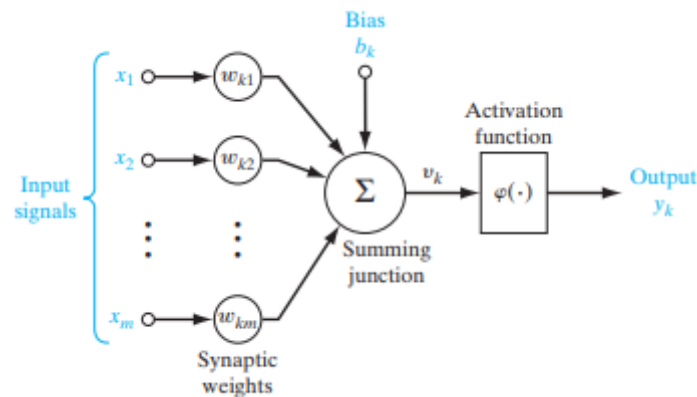 Bias
b_k
x_1
w_k1
Activation
function
x_2
w_k2
Input
signals
Σ
v_k
φ(·)
Output
y_k
Summing
junction
x_m
w_km
Synaptic
weights